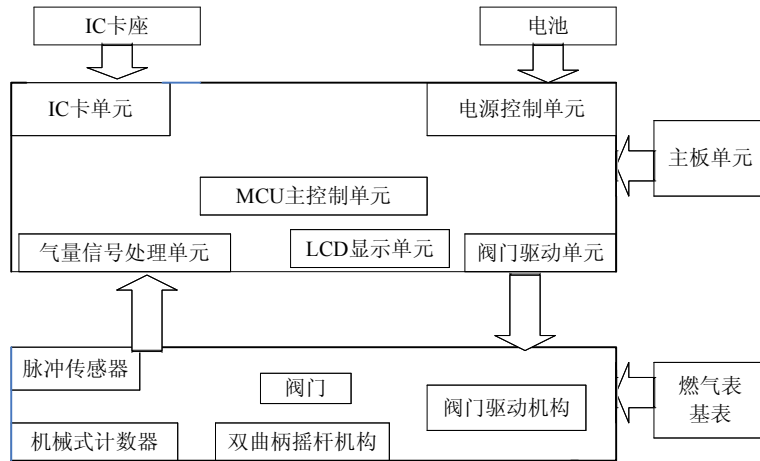 IC卡座
电池
IC卡单元
电源控制单元
主板单元
MCU主控制单元
气量信号处理单元
LCD显示单元
阀门驱动单元
脉冲传感器
阀门
阀门驱动机构
燃气表
基表
机械式计数器
双曲柄摇杆机构